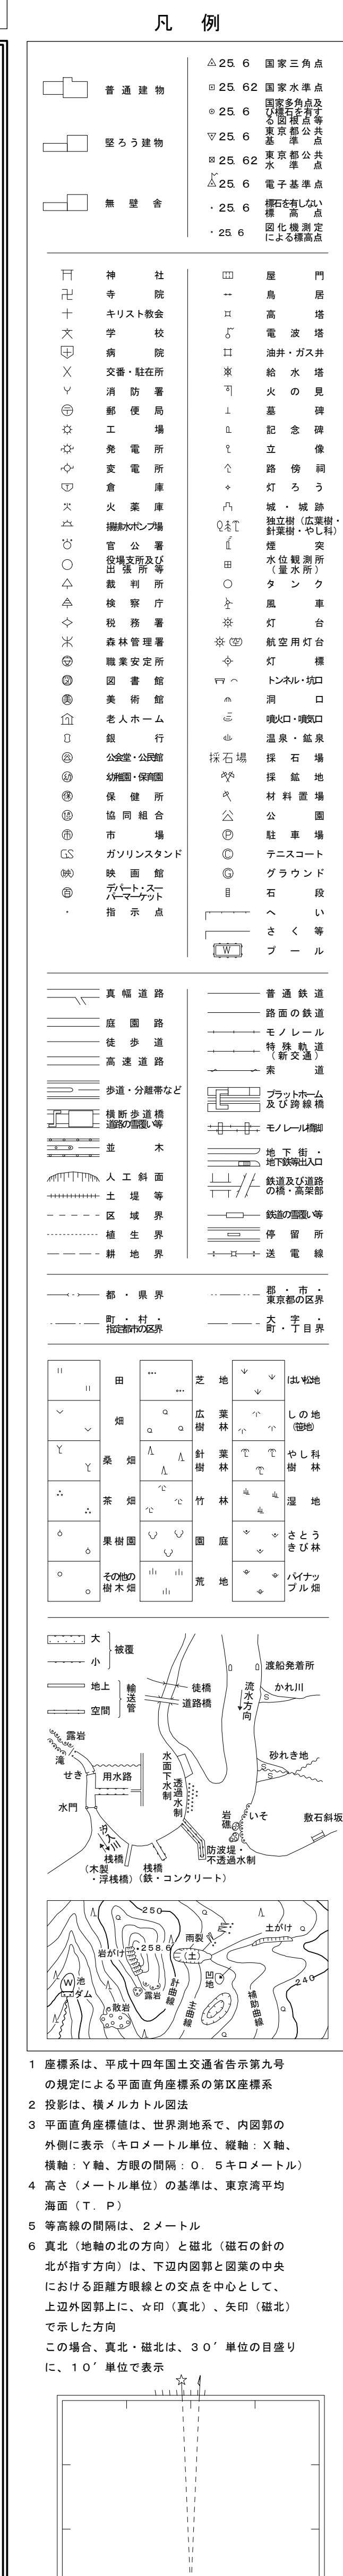 凡例
普通建物
堅ろう建物
無壁舎
25.6 国家三角点
25.62 国家水準点
25.6 国家多角点及
び標石を有す
る図根点等
25.6 東京都公共
基準点
25.62 東京都公共
水準点
25.6 電子基準点
25.6 標石を有しない
標高点
25.6 図化機測定
による標高点
神社
寺院
キリスト教会
学校
病院
交番・駐在所
消防署
郵便局
工場
発電所
変電所
倉庫
火薬庫
揚排水ポンプ場
官公署
役場支所及び
出張所等
裁判所
検察庁
税務署
森林管理署
職業安定所
図書館
美術館
老人ホーム
銀行
公会堂・公民館
幼稚園・保育園
保健所
協同組合
市場
GS ガソリンスタンド
映 映画館
デパート・スー
パーマーケット
指示点
屋門
鳥居
高塔
電波塔
油井・ガス井
給水塔
火の見
墓碑
記念碑
立像
路傍祠
灯ろう
城・城跡
独立樹（広葉樹・
針葉樹・やし科）
煙突
水位観測所
（量水所）
タンク
風車
灯台
航空用灯台
灯標
トンネル・坑口
洞口
噴火口・噴気口
温泉・鉱泉
採石場 採石場
採鉱地
材料置場
公園
P 駐車場
C テニスコート
G グラウンド
石段
へい
さく等
W プール
真幅道路
庭園路
徒歩道
高速道路
歩道・分離帯など
横断歩道橋
道路の雪覆い等
並木
人工斜面
土堤等
区域界
植生界
耕地界
普通鉄道
路面の鉄道
モノレール
特殊軌道
（新交通）
索道
プラットホーム
及び跨線橋
モノレール橋脚
地下街・
地下鉄等出入口
鉄道及び道路
の橋・高架部
鉄道の雪覆い等
停留所
送電線
都・県界
町・村・
指定都市の区界
郡・市・
東京都の区界
大字・
町・丁目界
田
畑
桑畑
茶畑
果樹園
その他の
樹木畑
芝地
広葉
樹林
針葉
樹林
竹林
園庭
荒地
はい松地
しの地
（笹地）
やし科
樹林
湿地
さとう
きび林
パイナッ
プル畑
大
小
被覆
地上
空間
輸送管
徒橋
道路橋
流水方向
渡船発着所
かれ川
S
露岩
滝
せき
用水路
水門
水面下水制
透過水制
砂れき地
S
S
汐入川
岩礁
いそ
敷石斜坂
桟橋
（木製
・浮桟橋）
桟橋
（鉄・コンクリート）
防波堤・
不透過水制
250
258.6
岩がけ
雨裂
（土）
土がけ
W 池
ダム
散岩
露岩
計曲線
主曲線
凹地
補助曲線
240
1 座標系は、平成十四年国土交通省告示第九号
の規定による平面直角座標系の第Ⅸ座標系
2 投影は、横メルカトル図法
3 平面直角座標値は、世界測地系で、内図郭の
外側に表示（キロメートル単位、縦軸：Ｘ軸、
横軸：Ｙ軸、方眼の間隔：０．５キロメートル）
4 高さ（メートル単位）の基準は、東京湾平均
海面（Ｔ．Ｐ）
5 等高線の間隔は、２メートル
6 真北（地軸の北の方向）と磁北（磁石の針の
北が指す方向）は、下辺内図郭と図葉の中央
における距離方眼線との交点を中心として、
上辺外図郭上に、☆印（真北）、矢印（磁北）
で示した方向
この場合、真北・磁北は、３０′単位の目盛り
に、１０′単位で表示